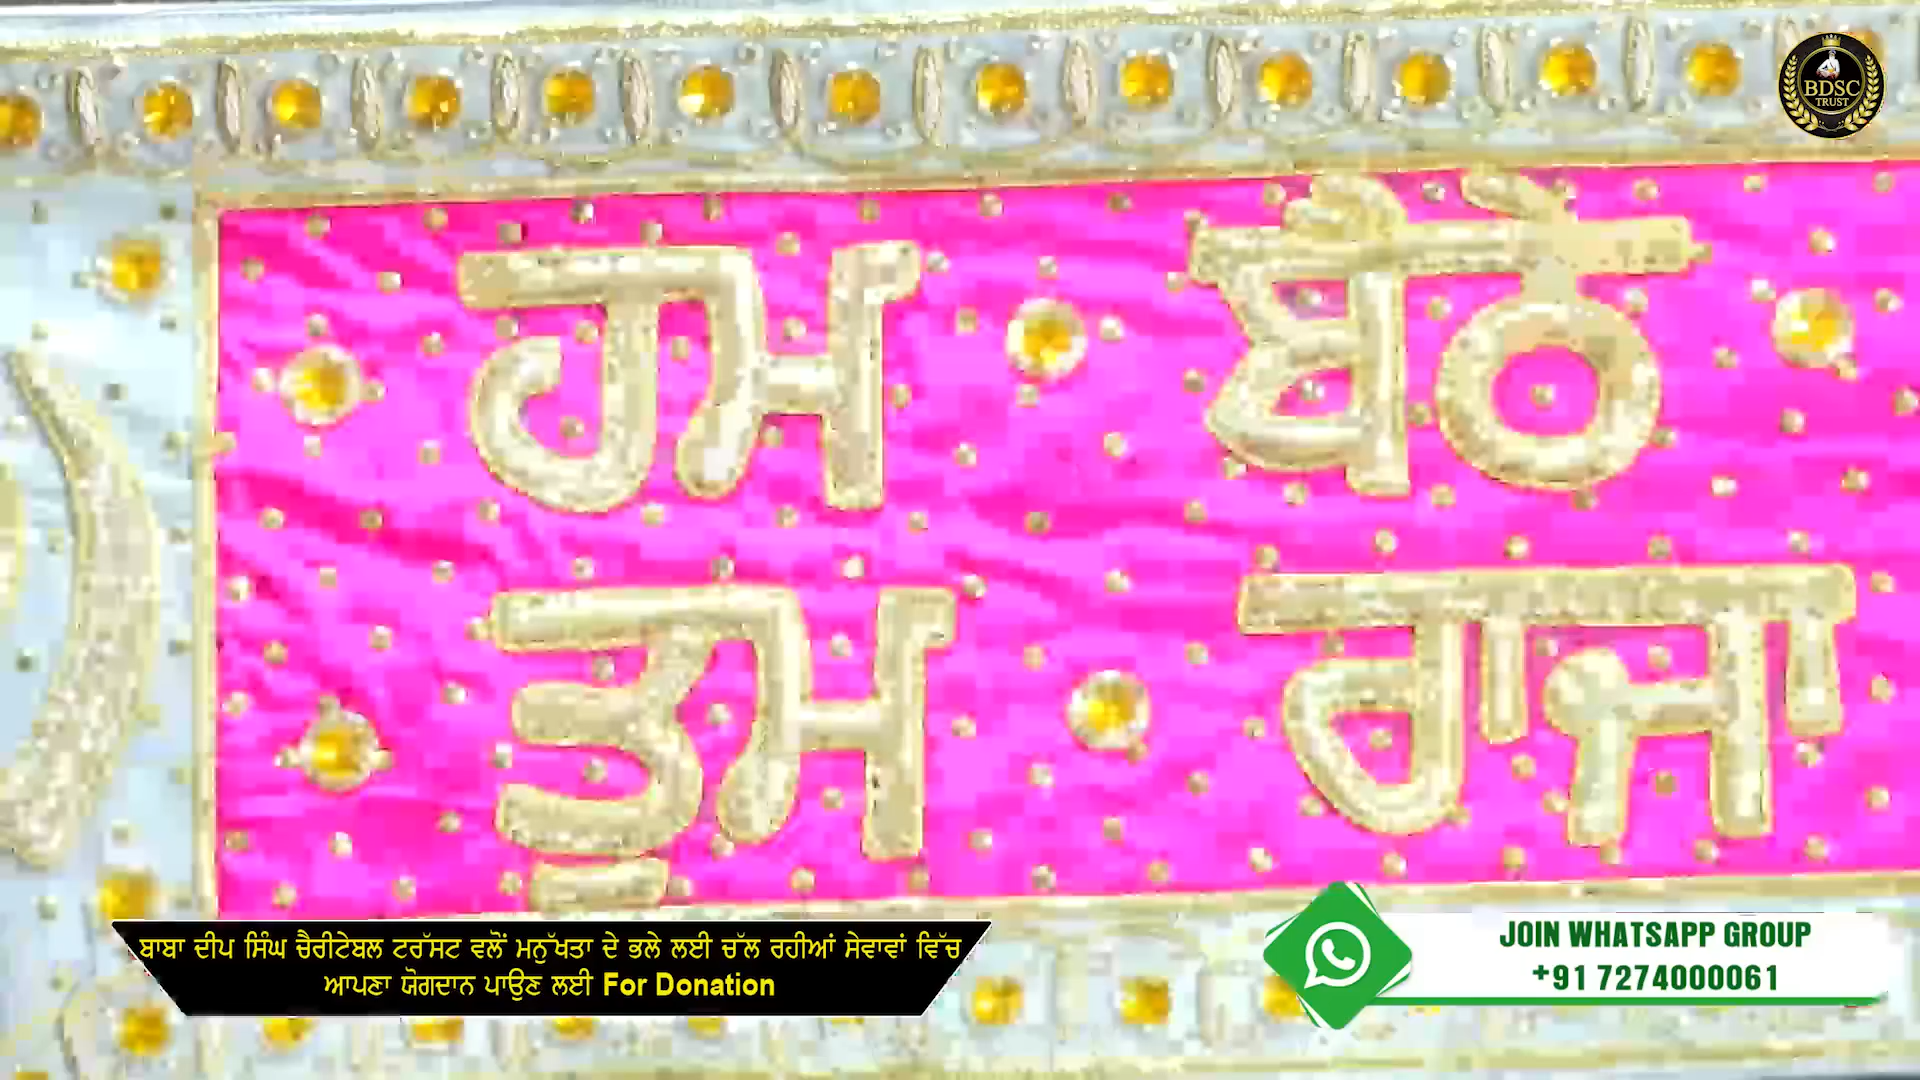 BDSC
TRUST
ਹਮ ਬੈਠੇ
ਤੁਮ ਰਾਜਾ
ਬਾਬਾ ਦੀਪ ਸਿੰਘ ਚੈਰੀਟੇਬਲ ਟਰੱਸਟ ਵਲੋਂ ਮਨੁੱਖਤਾ ਦੇ ਭਲੇ ਲਈ ਚੱਲ ਰਹੀਆਂ ਸੇਵਾਵਾਂ ਵਿੱਚ
ਆਪਣਾ ਯੋਗਦਾਨ ਪਾਉਣ ਲਈ For Donation
JOIN WHATSAPP GROUP
+91 7274000061